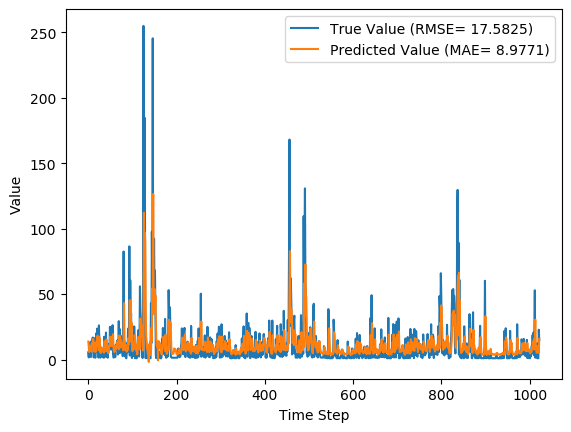 True Value (RMSE= 17.5825)
Predicted Value (MAE= 8.9771)
250
200
150
100
50
0
Value
0 200 400 600 800 1000
Time Step